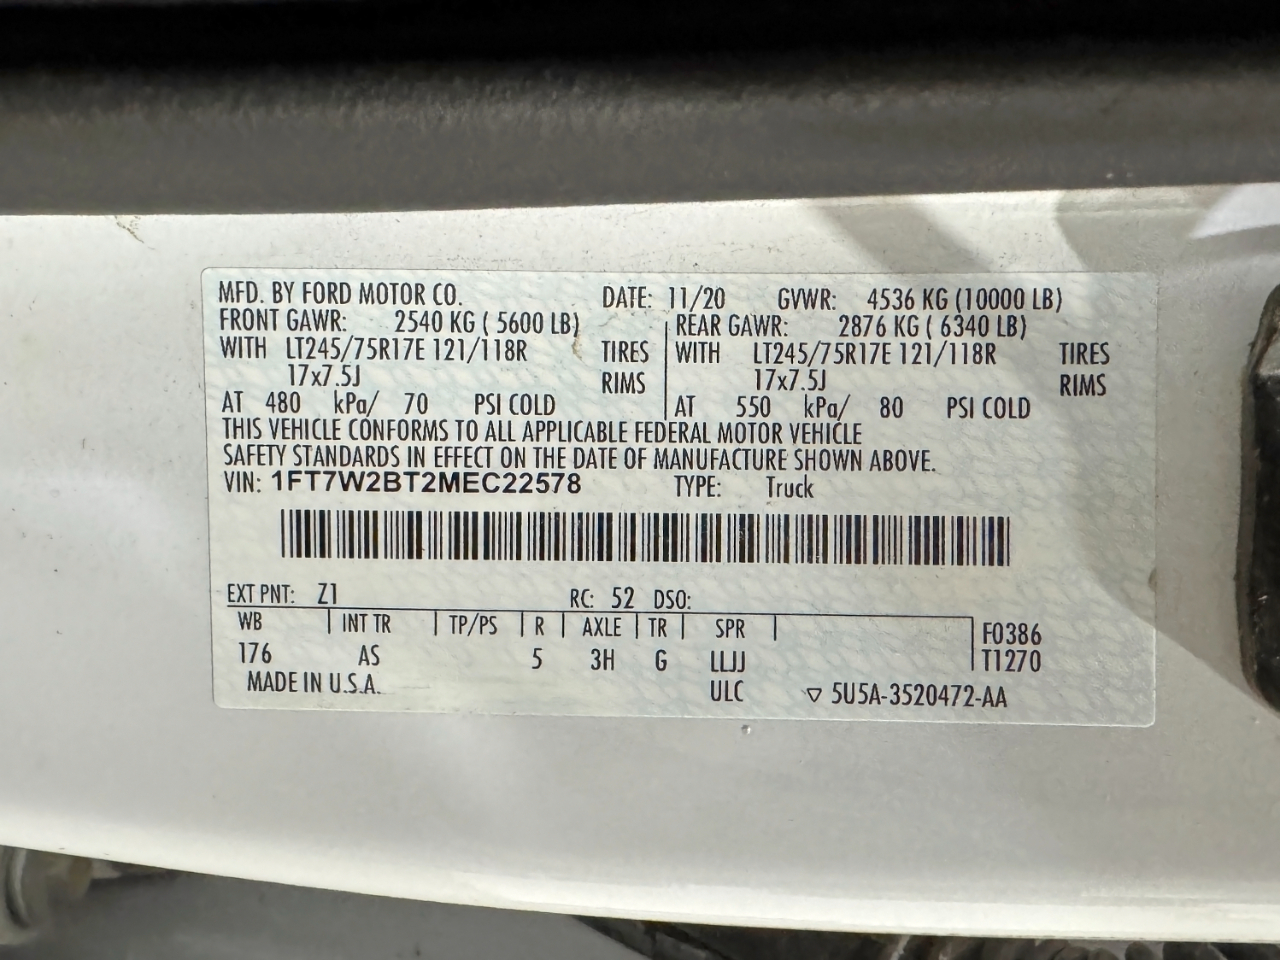 MFD. BY FORD MOTOR CO. DATE: 11/20 GVWR: 4536 KG (10000 LB)
FRONT GAWR: 2540 KG ( 5600 LB) REAR GAWR: 2876 KG ( 6340 LB)
WITH LT245/75R17E 121/118R TIRES WITH LT245/75R17E 121/118R TIRES
17x7.5J RIMS 17x7.5J RIMS
AT 480 kPa/ 70 PSI COLD AT 550 kPa/ 80 PSI COLD
THIS VEHICLE CONFORMS TO ALL APPLICABLE FEDERAL MOTOR VEHICLE
SAFETY STANDARDS IN EFFECT ON THE DATE OF MANUFACTURE SHOWN ABOVE.
VIN: 1FT7W2BT2MEC22578 TYPE: Truck
EXT PNT: Z1 RC: 52 DSO:
WB INT TR TP/PS R AXLE TR SPR F0386
176 AS 5 3H G LLJJ T1270
MADE IN U.S.A. ULC ▽ 5U5A-3520472-AA